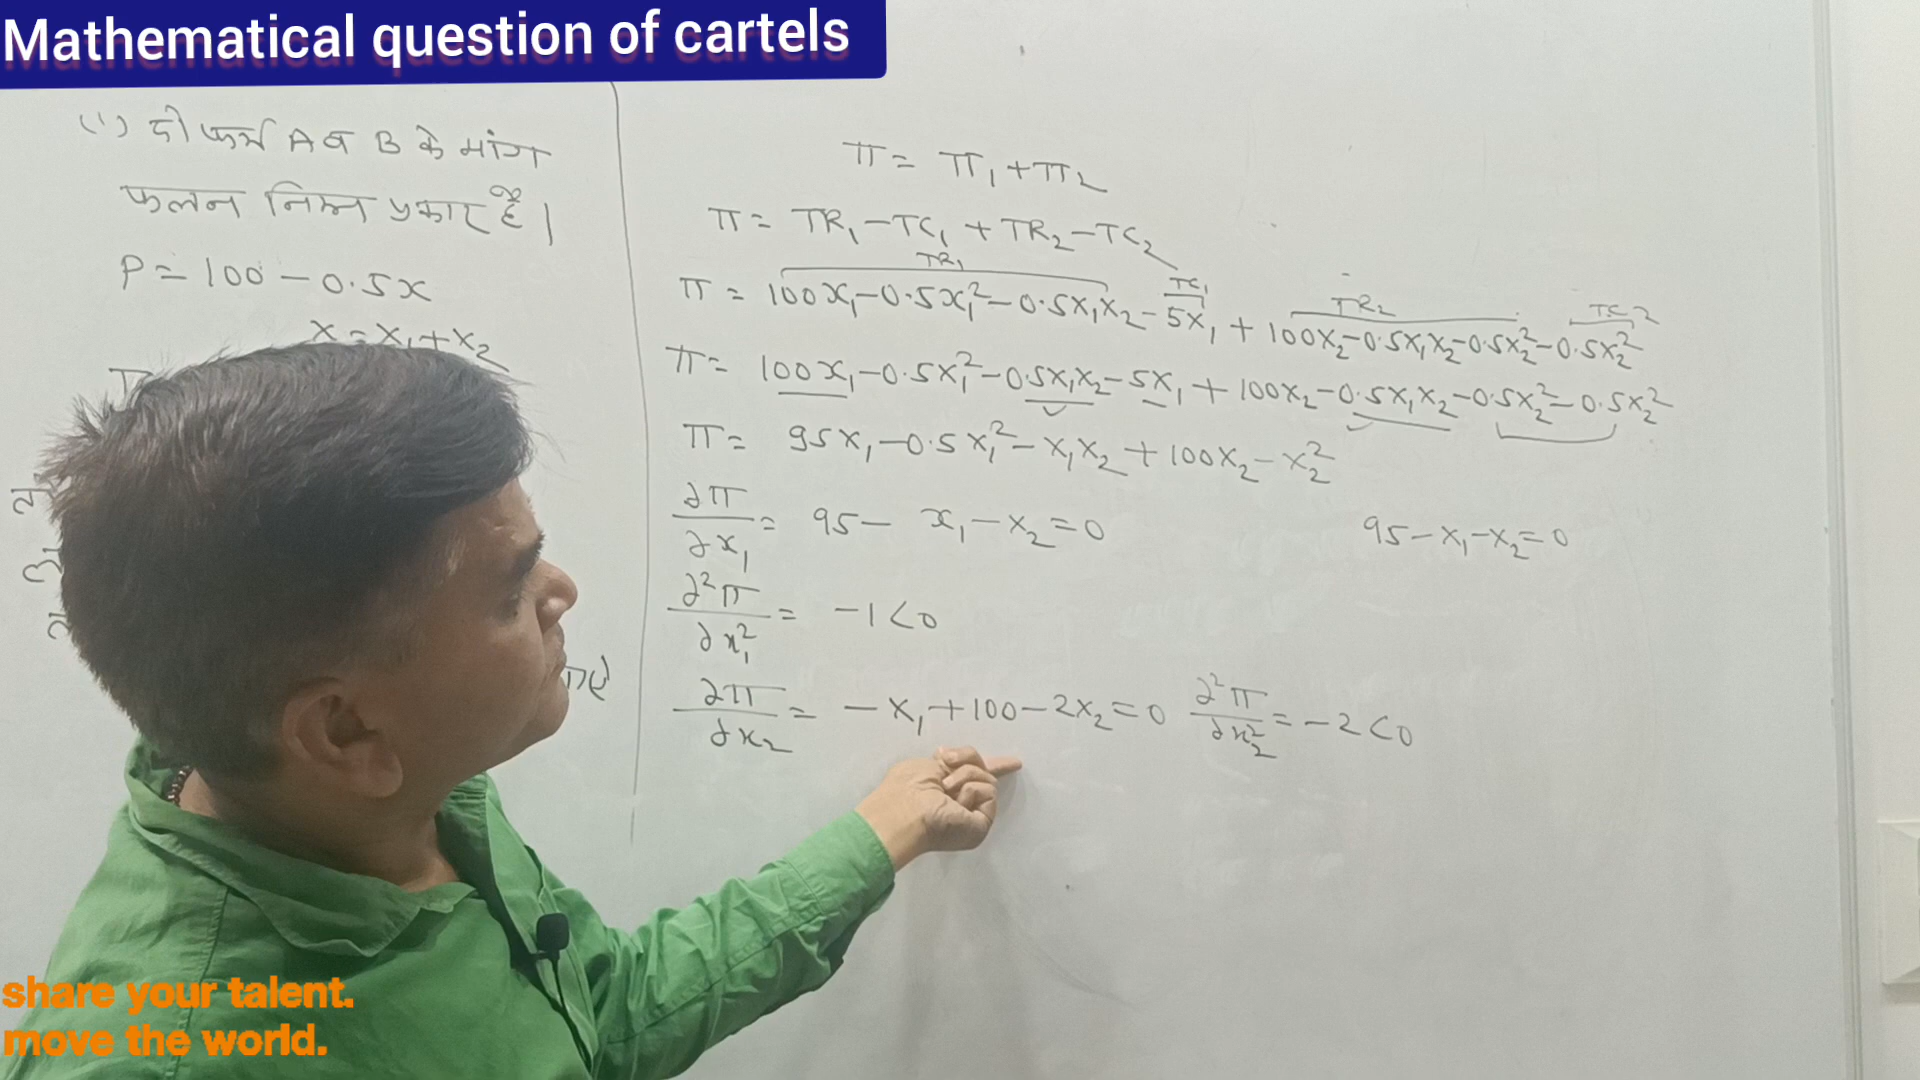 Mathematical question of cartels
(1) दो फर्म A व B के मांग
फलन निम्न प्रकार है।
P = 100 - 0.5x
x = x₁ + x₂
π = π₁ + π₂
π = TR₁ - TC₁ + TR₂ - TC₂
TR₁ TC₁ TR₂ TC₂
π = 100x₁ - 0.5x₁² - 0.5x₁x₂ - 5x₁ + 100x₂ - 0.5x₁x₂ - 0.5x₂² - 0.5x₂²
π = 100x₁ - 0.5x₁² - 0.5x₁x₂ - 5x₁ + 100x₂ - 0.5x₁x₂ - 0.5x₂² - 0.5x₂²
π = 95x₁ - 0.5x₁² - x₁x₂ + 100x₂ - x₂²
∂π/∂x₁ = 95 - x₁ - x₂ = 0 95 - x₁ - x₂ = 0
∂²π/∂x₁² = -1 < 0
∂π/∂x₂ = -x₁ + 100 - 2x₂ = 0 ∂²π/∂x₂² = -2 < 0
share your talent.
move the world.